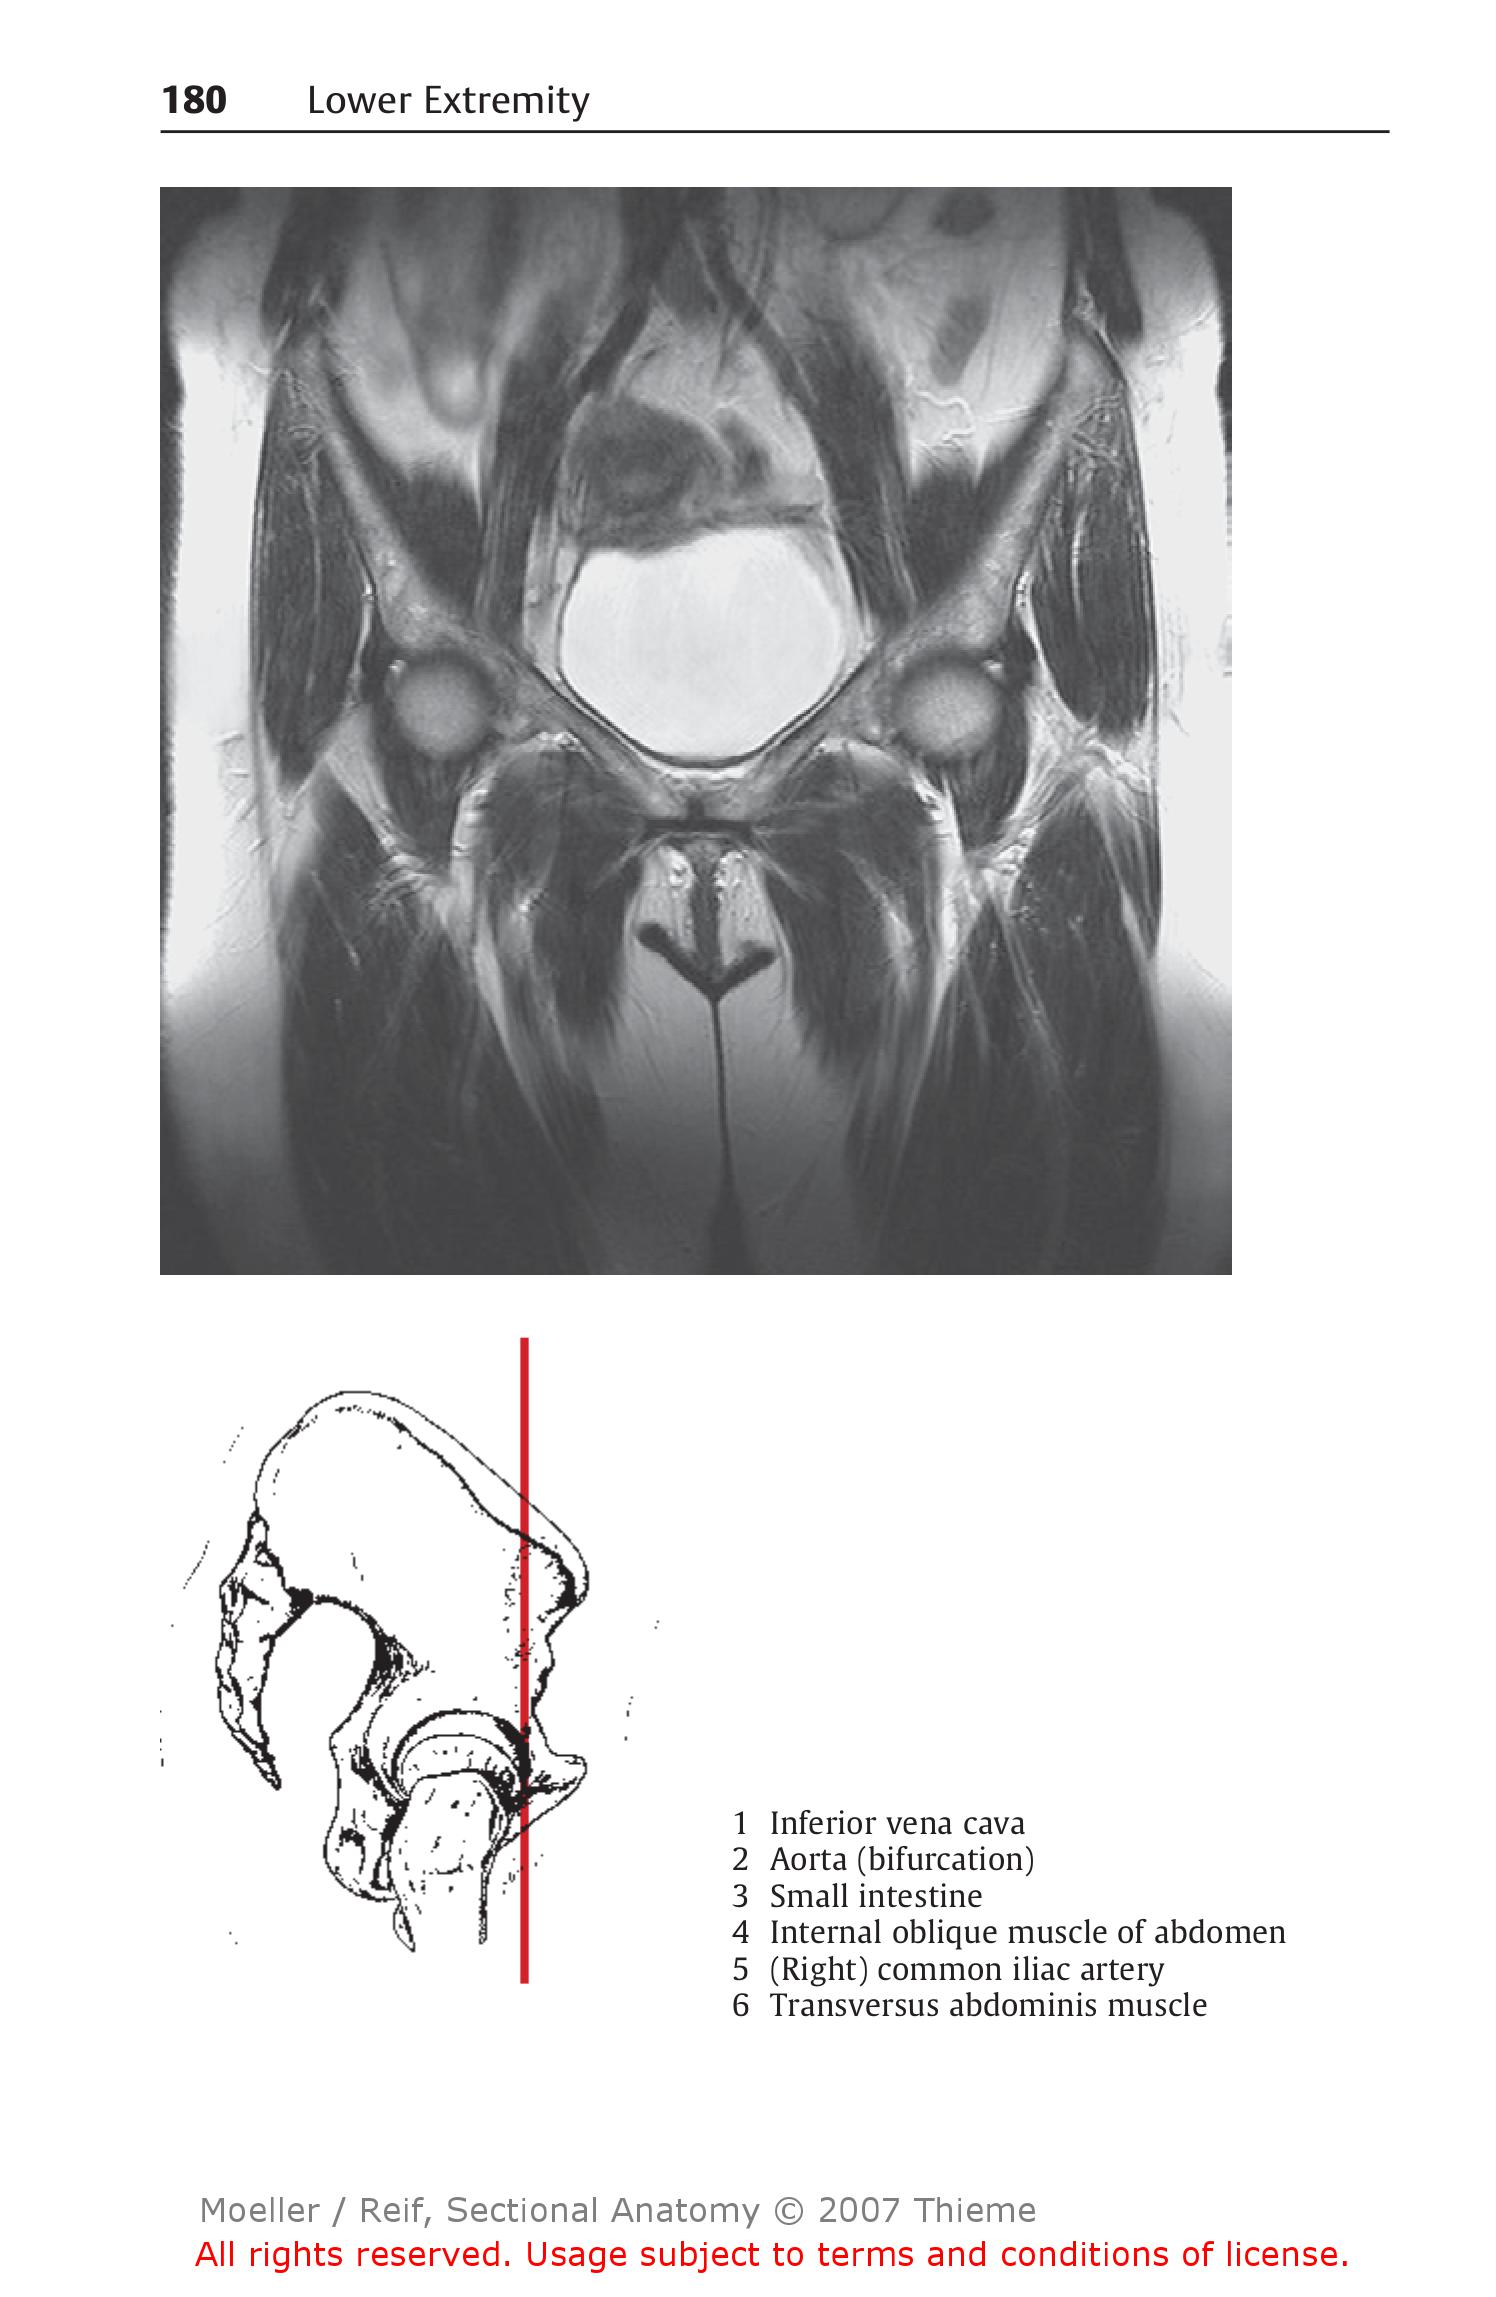 180 Lower Extremity
1 Inferior vena cava
2 Aorta (bifurcation)
3 Small intestine
4 Internal oblique muscle of abdomen
5 (Right) common iliac artery
6 Transversus abdominis muscle
Moeller / Reif, Sectional Anatomy © 2007 Thieme
All rights reserved. Usage subject to terms and conditions of license.